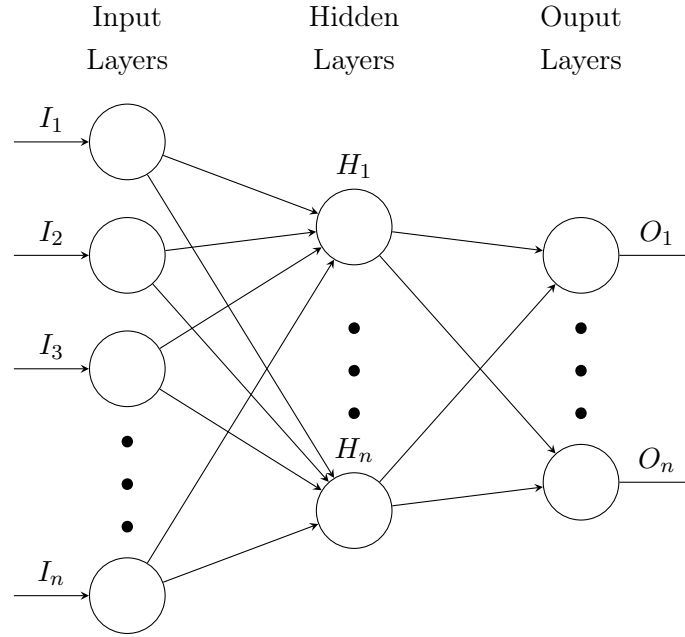 Input Hidden Ouput
Layers Layers Layers
I₁
H₁
I₂
O₁
I₃
Hₙ
Oₙ
Iₙ